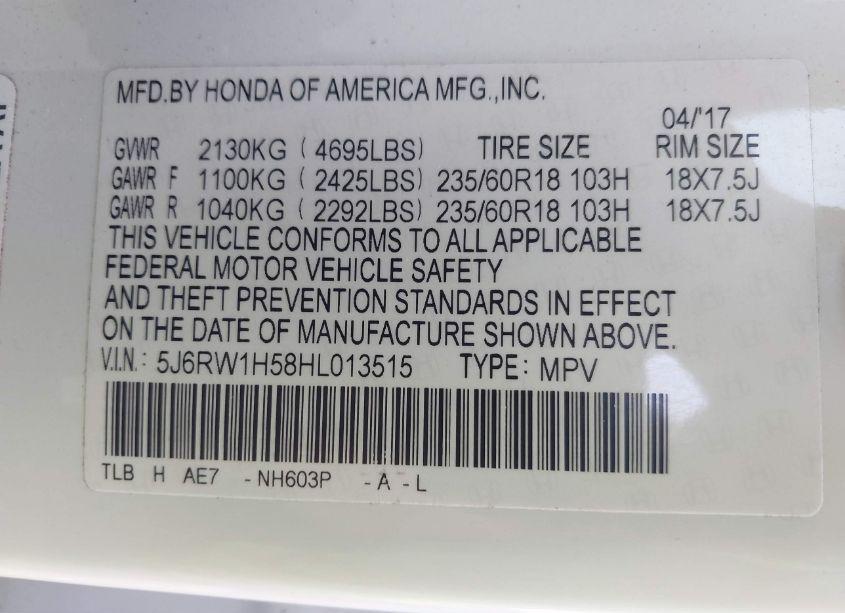 MFD.BY HONDA OF AMERICA MFG.,INC.
04/'17
GVWR 2130KG ( 4695LBS) TIRE SIZE RIM SIZE
GAWR F 1100KG ( 2425LBS) 235/60R18 103H 18X7.5J
GAWR R 1040KG ( 2292LBS) 235/60R18 103H 18X7.5J
THIS VEHICLE CONFORMS TO ALL APPLICABLE
FEDERAL MOTOR VEHICLE SAFETY
AND THEFT PREVENTION STANDARDS IN EFFECT
ON THE DATE OF MANUFACTURE SHOWN ABOVE.
V.I.N.: 5J6RW1H58HL013515 TYPE: MPV
TLB H AE7 -NH603P -A -L